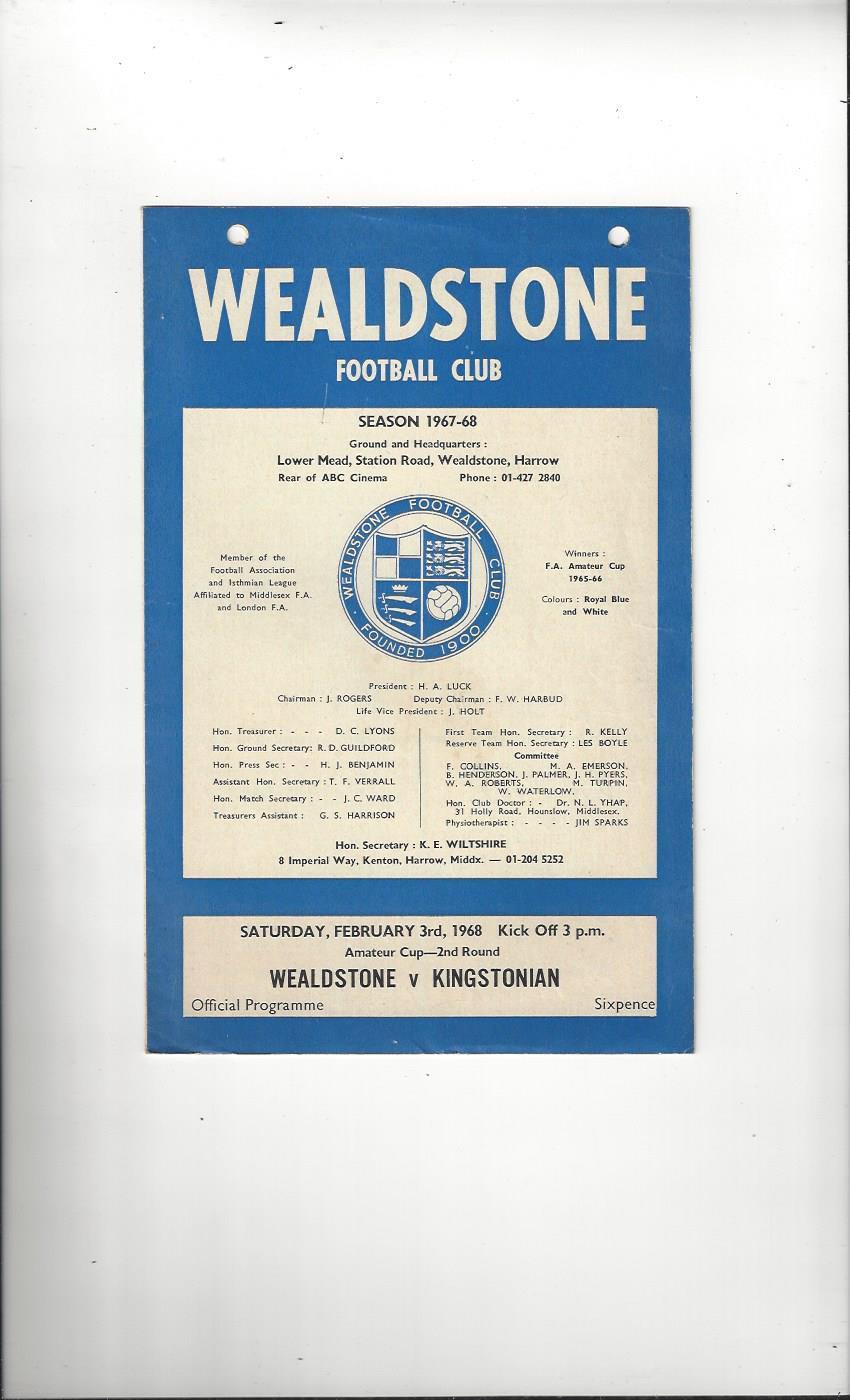 WEALDSTONE
FOOTBALL CLUB
SEASON 1967-68
Ground and Headquarters :
Lower Mead, Station Road, Wealdstone, Harrow
Rear of ABC Cinema Phone : 01-427 2840
WEALDSTONE FOOTBALL CLUB
· FOUNDED 1900 ·
Member of the
Football Association
and Isthmian League
Affiliated to Middlesex F.A.
and London F.A.
Winners :
F.A. Amateur Cup
1965-66
Colours : Royal Blue
and White
President : H. A. LUCK
Chairman : J. ROGERS Deputy Chairman : F. W. HARBUD
Life Vice President : J. HOLT
Hon. Treasurer : - - - D. C. LYONS
Hon. Ground Secretary: R. D. GUILDFORD
Hon. Press Sec : - - H. J. BENJAMIN
Assistant Hon. Secretary : T. F. VERRALL
Hon. Match Secretary : - - J. C. WARD
Treasurers Assistant : G. S. HARRISON
First Team Hon. Secretary : R. KELLY
Reserve Team Hon. Secretary : LES BOYLE
Committee
F. COLLINS, M. A. EMERSON,
B. HENDERSON, J. PALMER, J. H. PYERS,
W. A. ROBERTS, M. TURPIN,
W. WATERLOW.
Hon. Club Doctor : - Dr. N. L. YHAP,
31 Holly Road, Hounslow, Middlesex.
Physiotherapist : - - - - JIM SPARKS
Hon. Secretary : K. E. WILTSHIRE
8 Imperial Way, Kenton, Harrow, Middx. — 01-204 5252
SATURDAY, FEBRUARY 3rd, 1968 Kick Off 3 p.m.
Amateur Cup—2nd Round
WEALDSTONE v KINGSTONIAN
Official Programme Sixpence